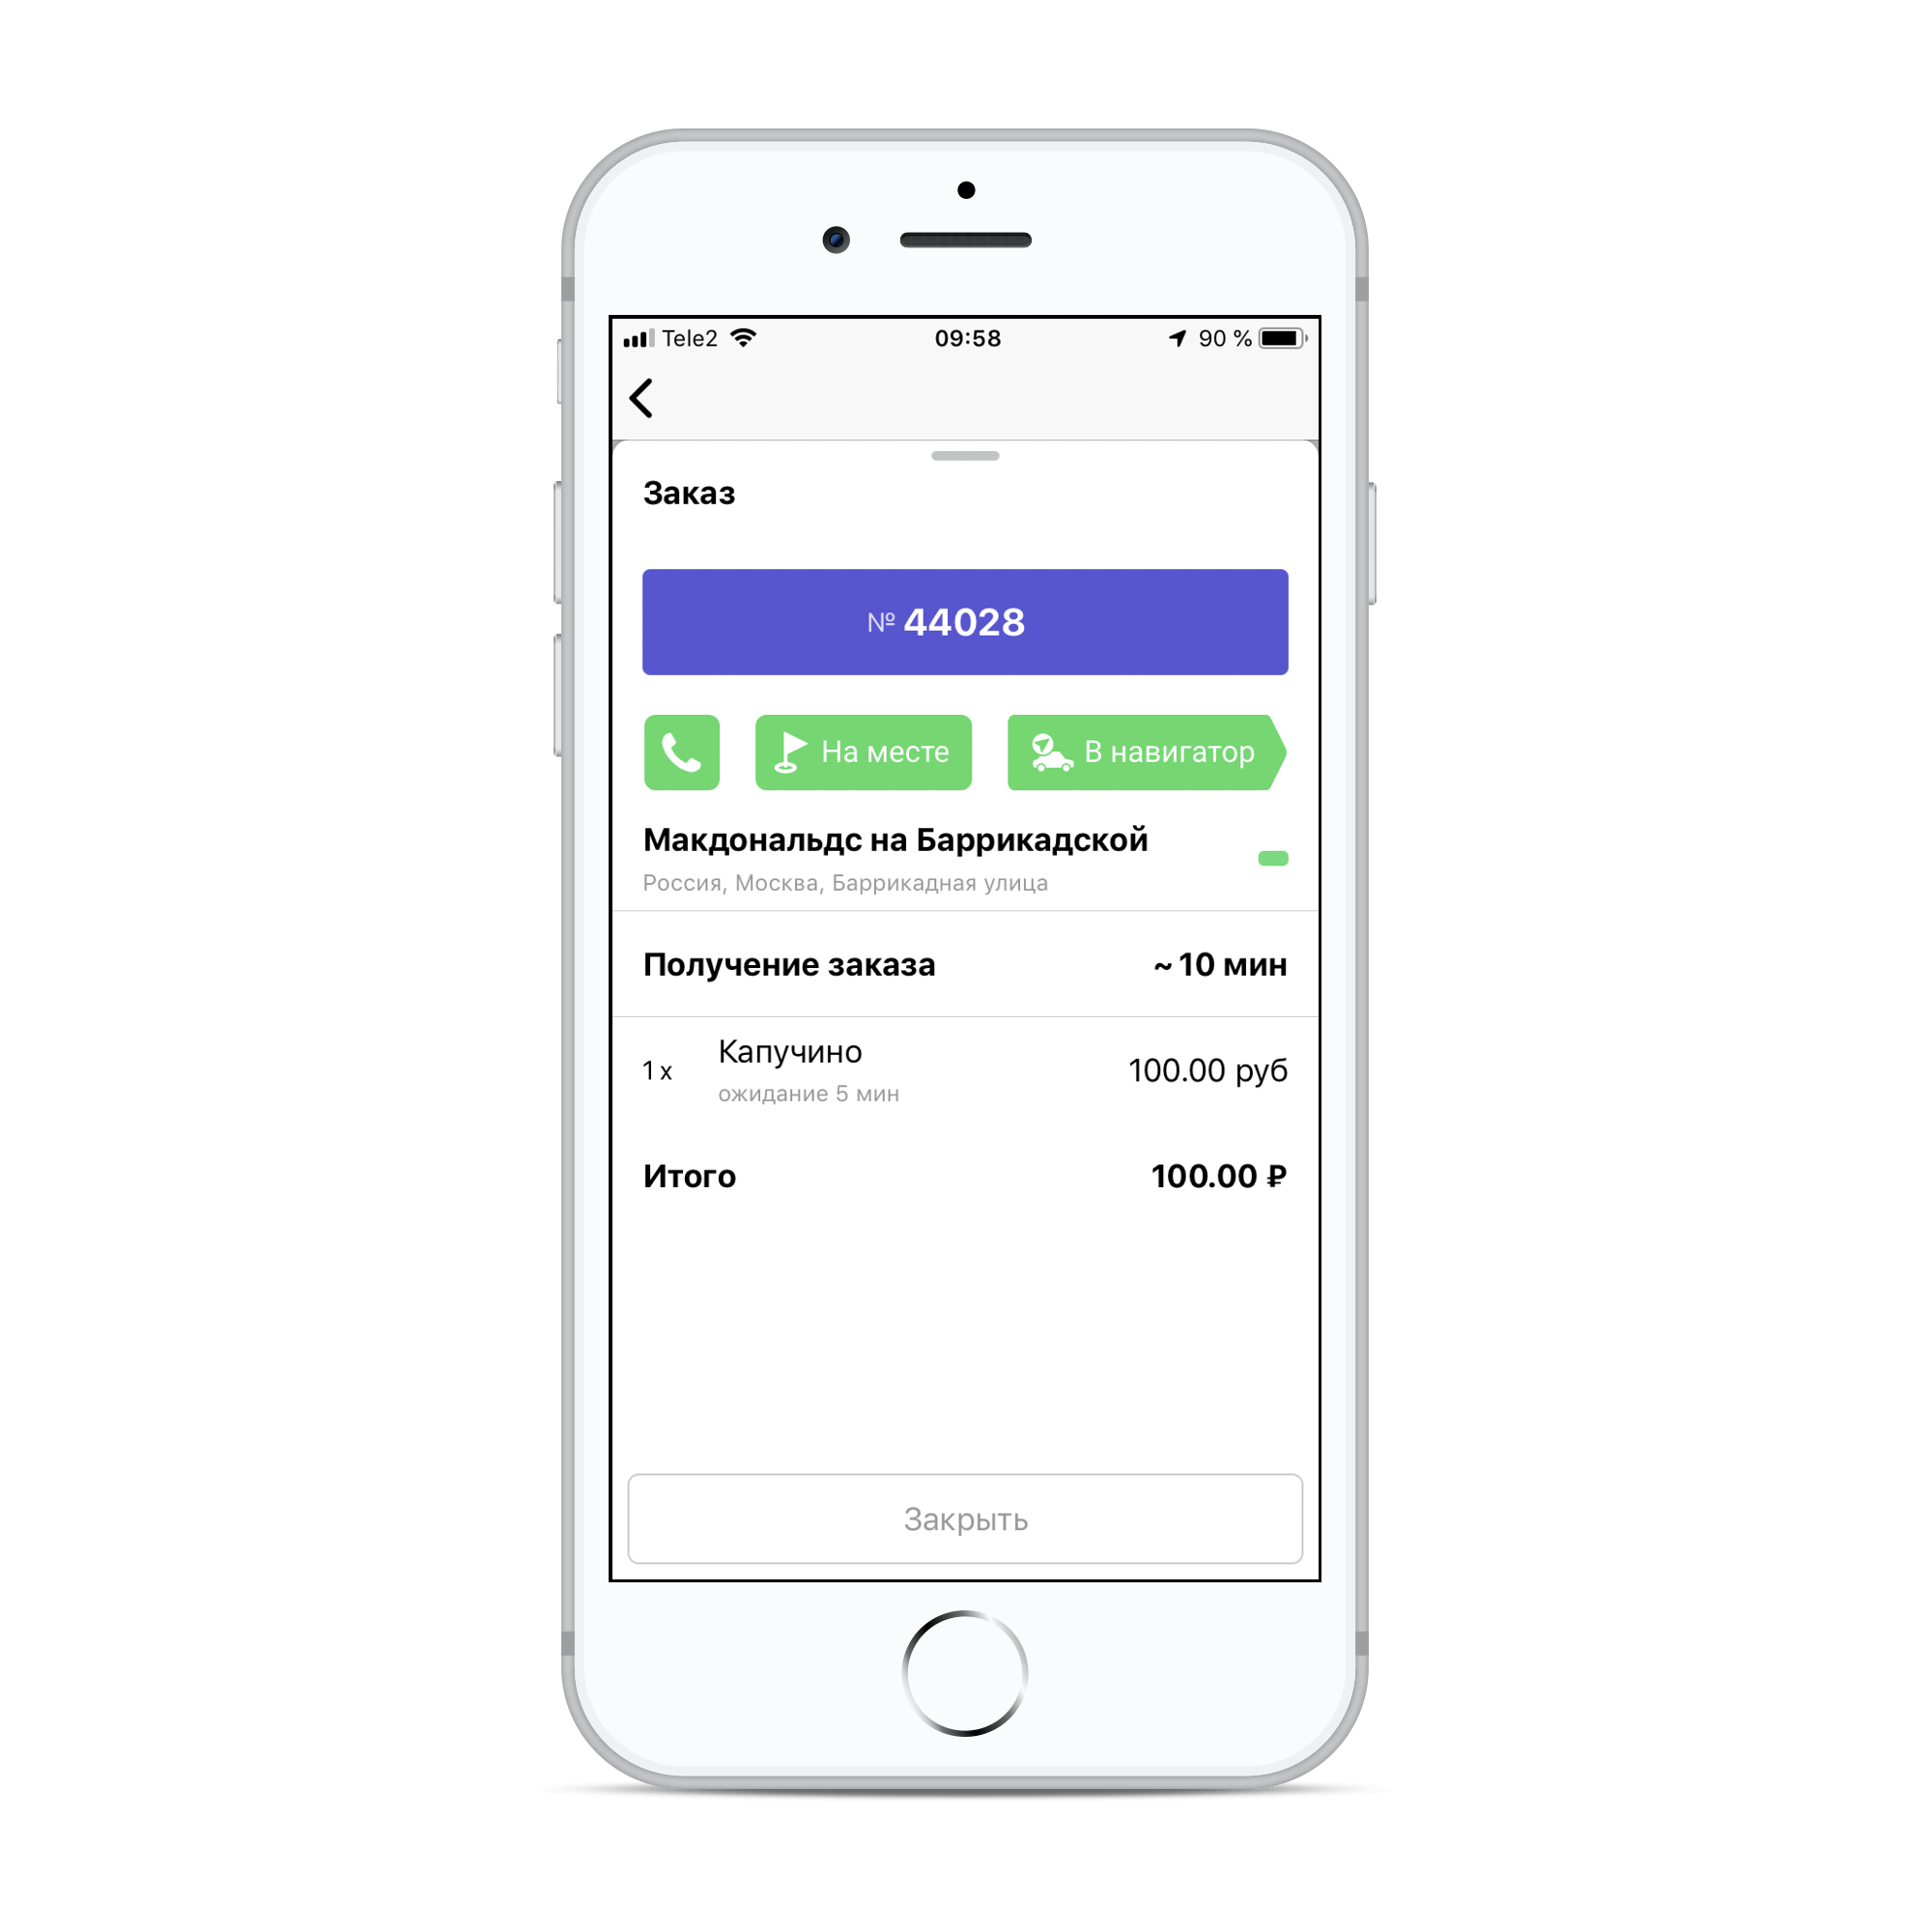 Tele2 09:58 90 %
Заказ
№ 44028
На месте В навигатор
Макдональдс на Баррикадской
Россия, Москва, Баррикадная улица
Получение заказа ~ 10 мин
1 x Капучино 100.00 руб
ожидание 5 мин
Итого 100.00 ₽
Закрыть